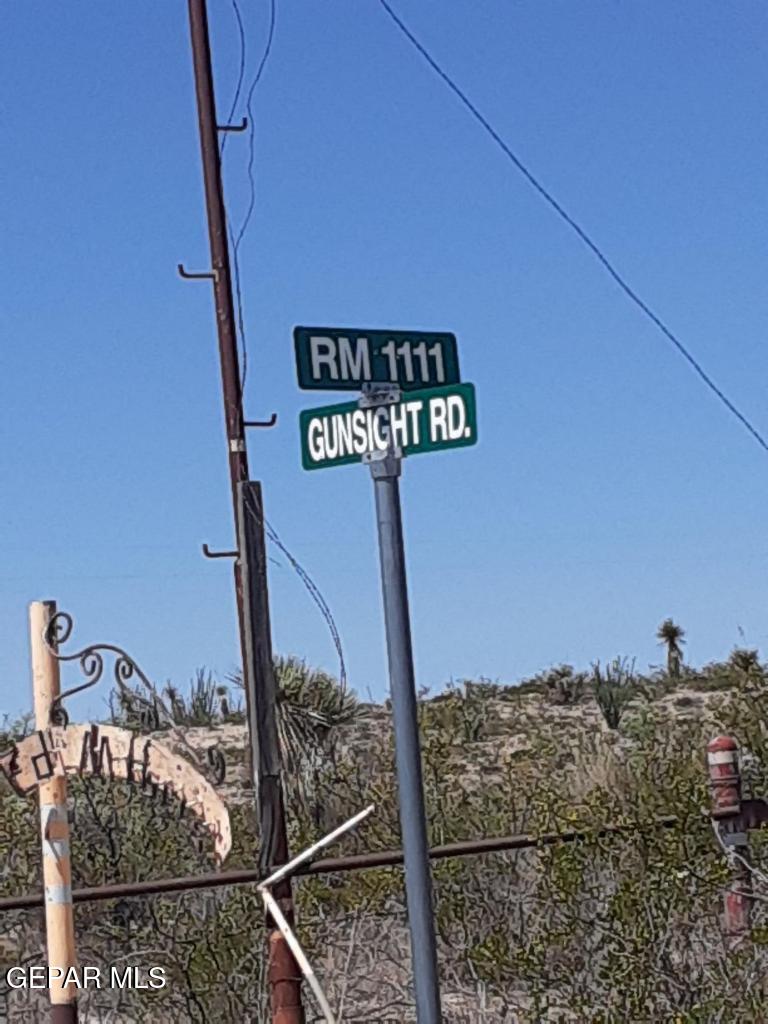 RM 1111
GUNSIGHT RD.
GEPAR MLS